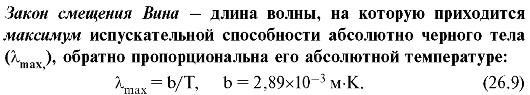 Закон смещения Вина – длина волны, на которую приходится
максимум испускательной способности абсолютно черного тела
(λmax,), обратно пропорциональна его абсолютной температуре:
λmax = b/T, b = 2,89×10⁻³ м·К. (26.9)